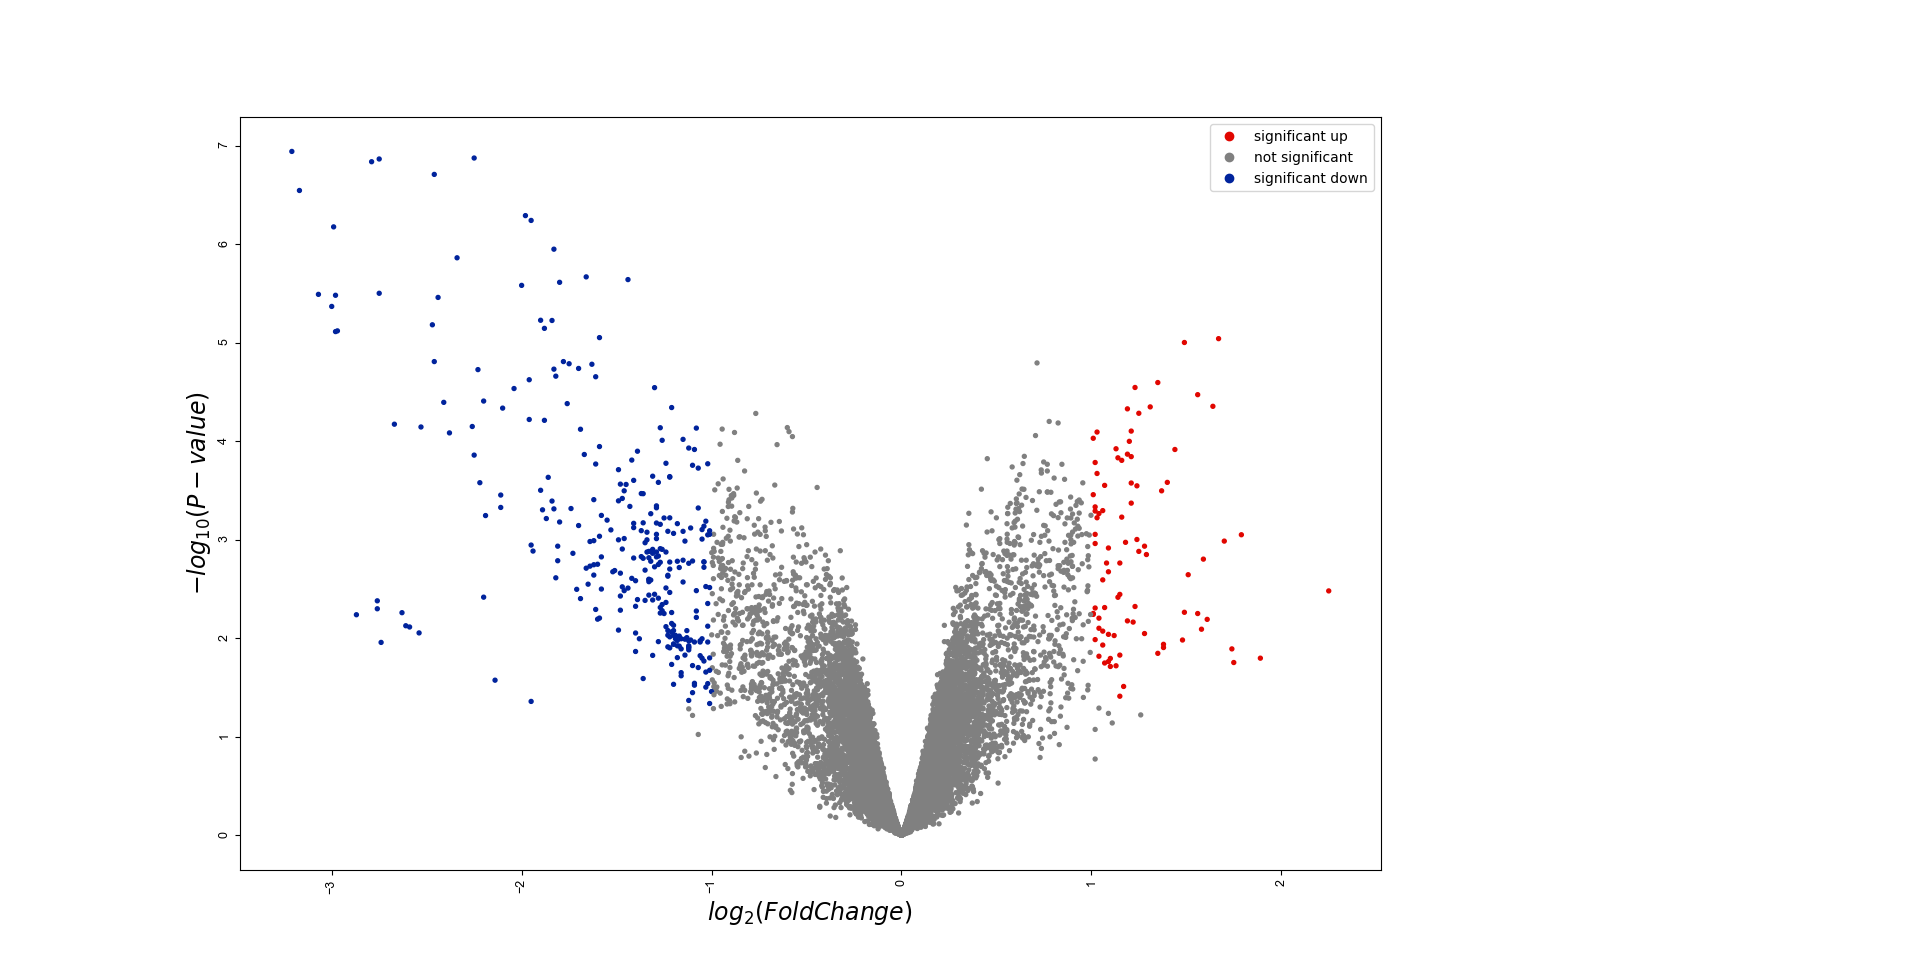 significant up
not significant
significant down
7
6
5
4
3
2
1
0
−log₁₀(P − value)
−3
−2
−1
0
1
2
log₂(FoldChange)